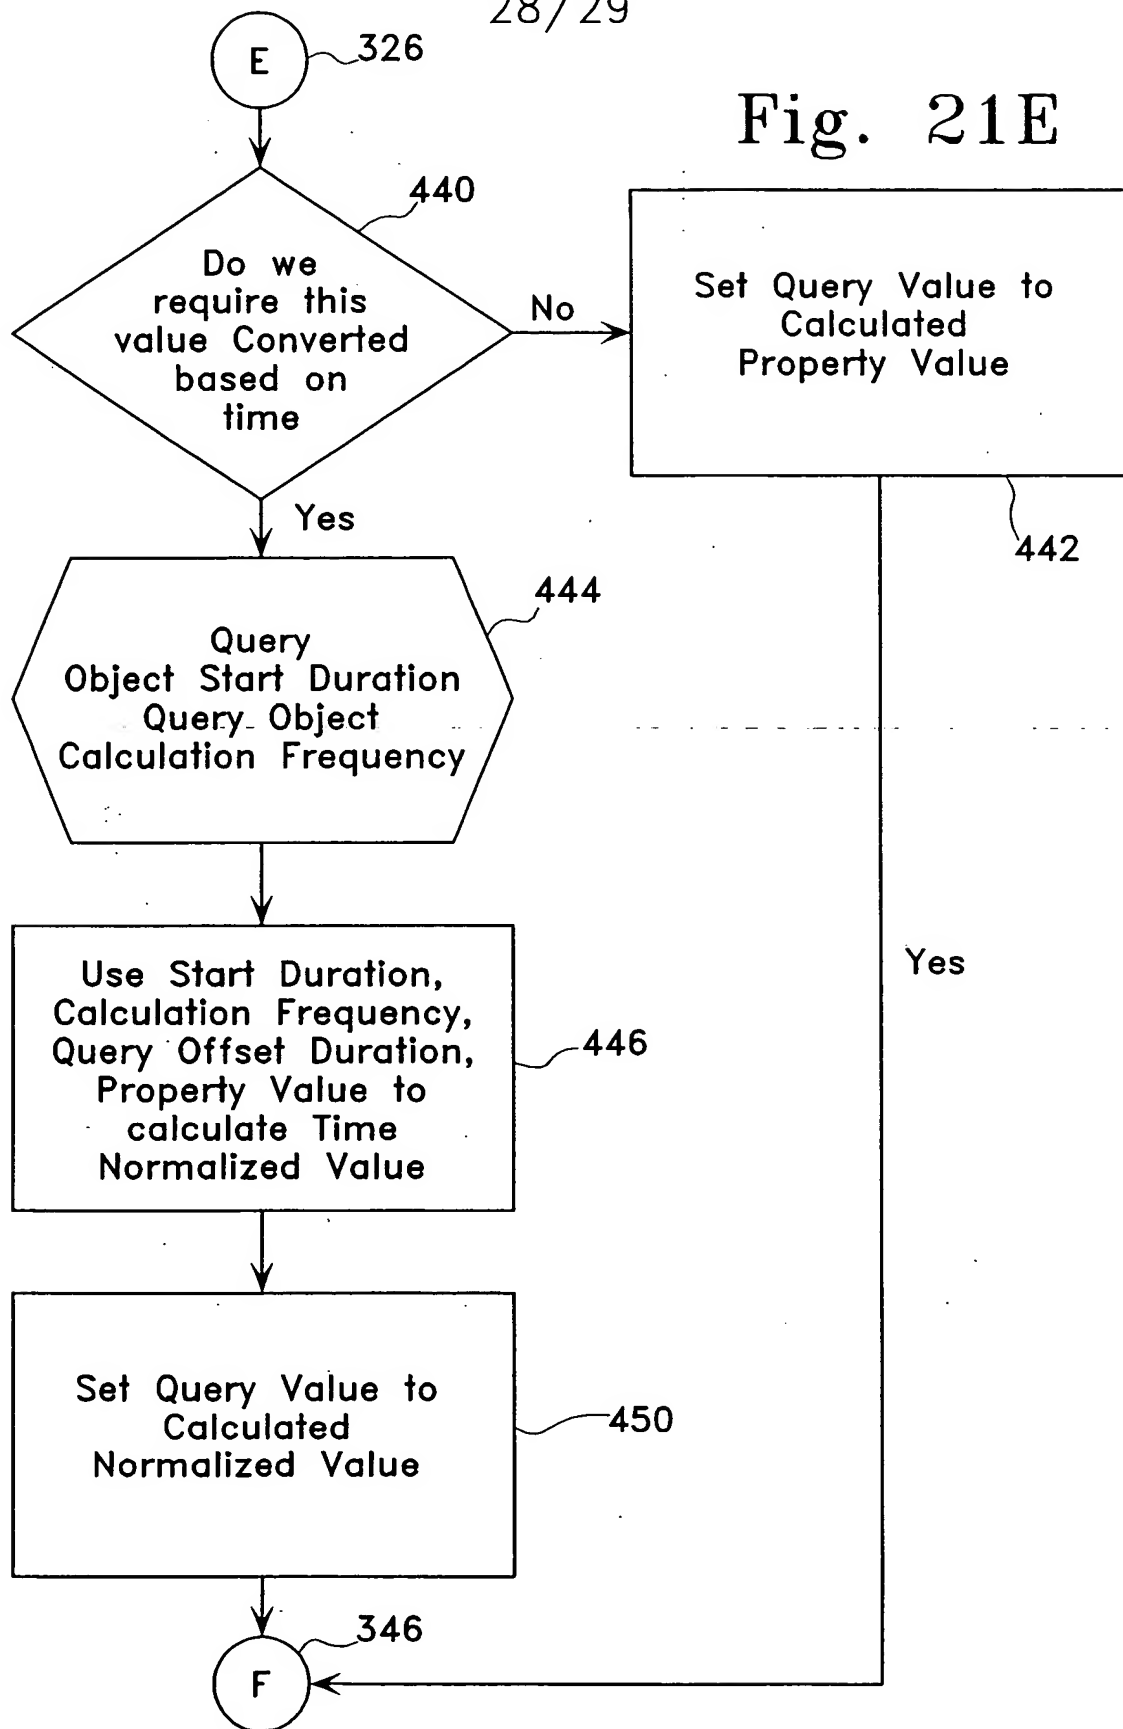 28/29
E
326
Fig. 21E
440
Do we
require this
value Converted
based on
time
No
Set Query Value to
Calculated
Property Value
442
Yes
444
Query
Object Start Duration
Query Object
Calculation Frequency
Use Start Duration,
Calculation Frequency,
Query Offset Duration,
Property Value to
calculate Time
Normalized Value
446
Yes
Set Query Value to
Calculated
Normalized Value
450
F
346